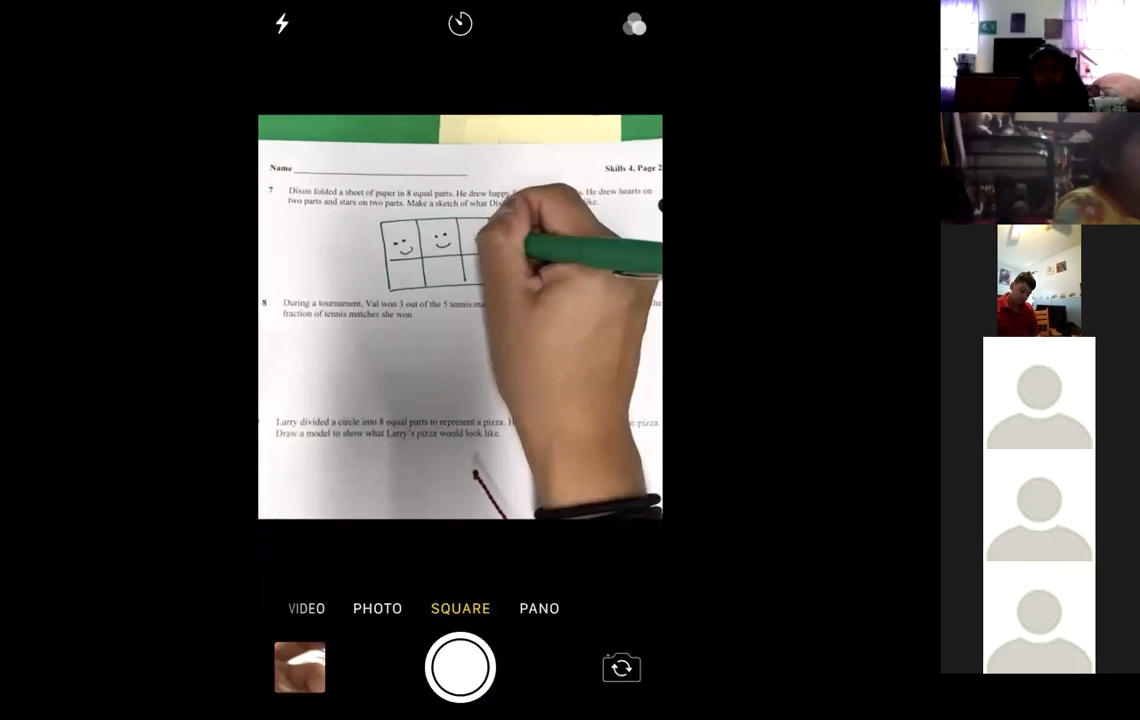 Name
Skills 4, Page 2
7 Dixon folded a sheet of paper in 8 equal parts. He drew happy He drew hearts on
two parts and stars on two parts. Make a sketch of what like.
8 During a tournament, Val won 3 out of the 5 tennis
fraction of tennis matches she won
Larry divided a circle into 8 equal parts to represent a pizza. pizza.
Draw a model to show what Larry's pizza would look like.
VIDEO PHOTO SQUARE PANO